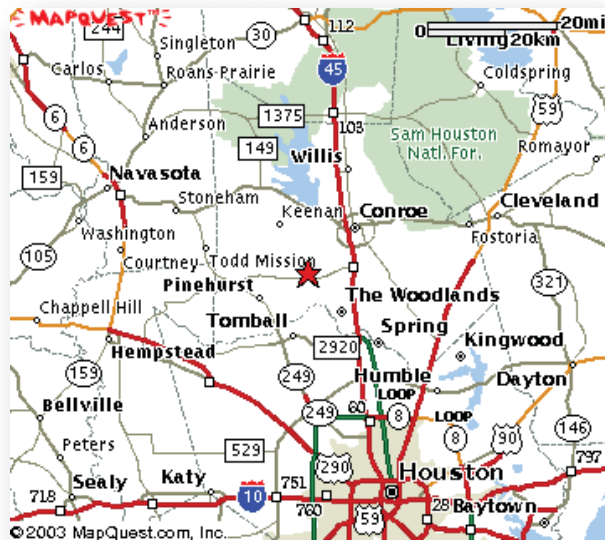 MAPQUEST
244
Singleton
30
112
0
20mi
Living
20km
Carlos
Roans-Prairie
45
Coldspring
59
6
Anderson
1375
103
Sam Houston
Natl. For.
Romayor
6
149
Willis
159
Navasota
Stoneham
Keenan
Conroe
Cleveland
Washington
Fostoria
105
Courtney
Todd Mission
321
Pinehurst
Chappell Hill
The Woodlands
Tomball
Spring
Kingwood
Hempstead
2920
159
249
Humble
Dayton
LOOP
Bellville
249
60
8
LOOP
146
Peters
529
8
90
290
Houston
797
Sealy
Katy
718
10
751
760
59
28
Baytown
©2003 MapQuest.com, Inc.